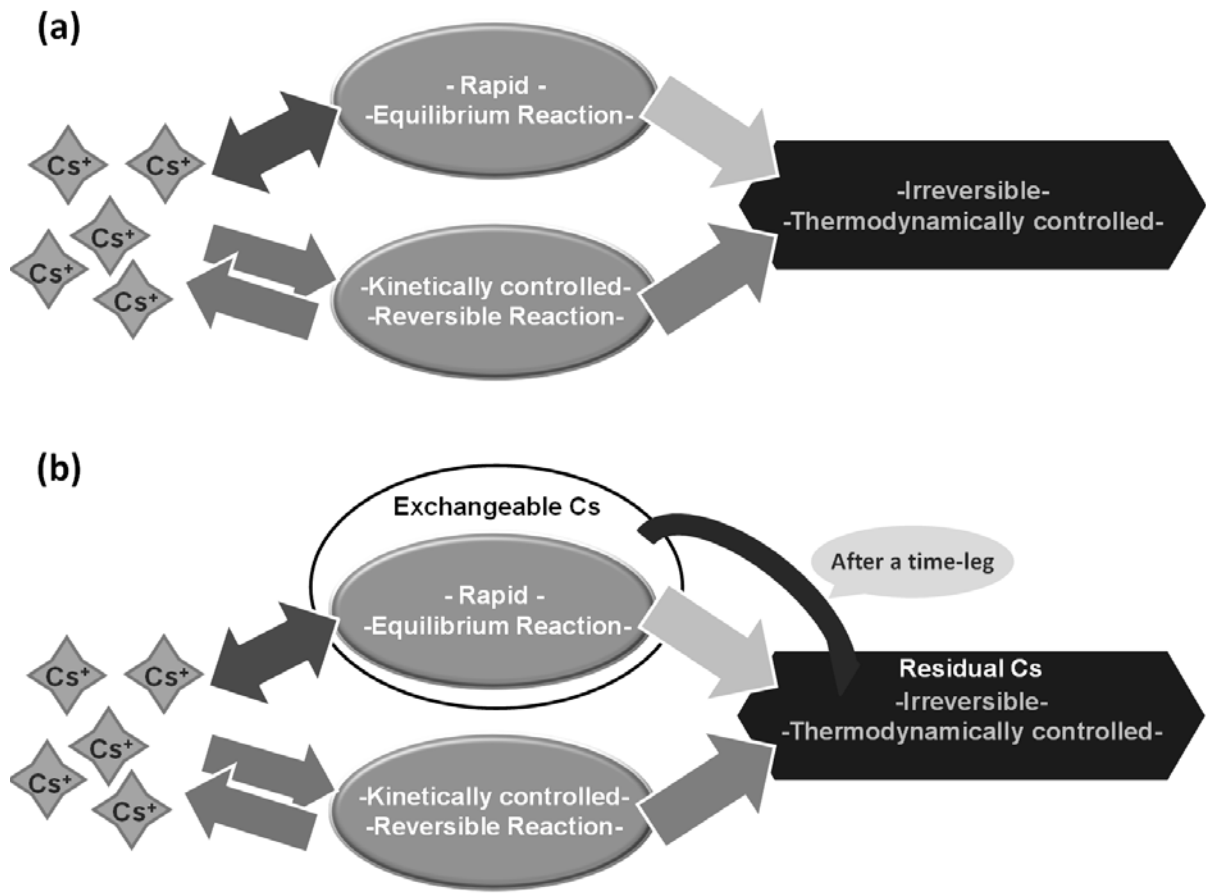 (a)
- Rapid -
-Equilibrium Reaction-
Cs⁺
Cs⁺
Cs⁺
Cs⁺
Cs⁺
-Irreversible-
-Thermodynamically controlled-
-Kinetically controlled-
-Reversible Reaction-
(b)
Exchangeable Cs
After a time-leg
- Rapid -
-Equilibrium Reaction-
Cs⁺
Cs⁺
Cs⁺
Cs⁺
Cs⁺
Residual Cs
-Irreversible-
-Thermodynamically controlled-
-Kinetically controlled-
-Reversible Reaction-